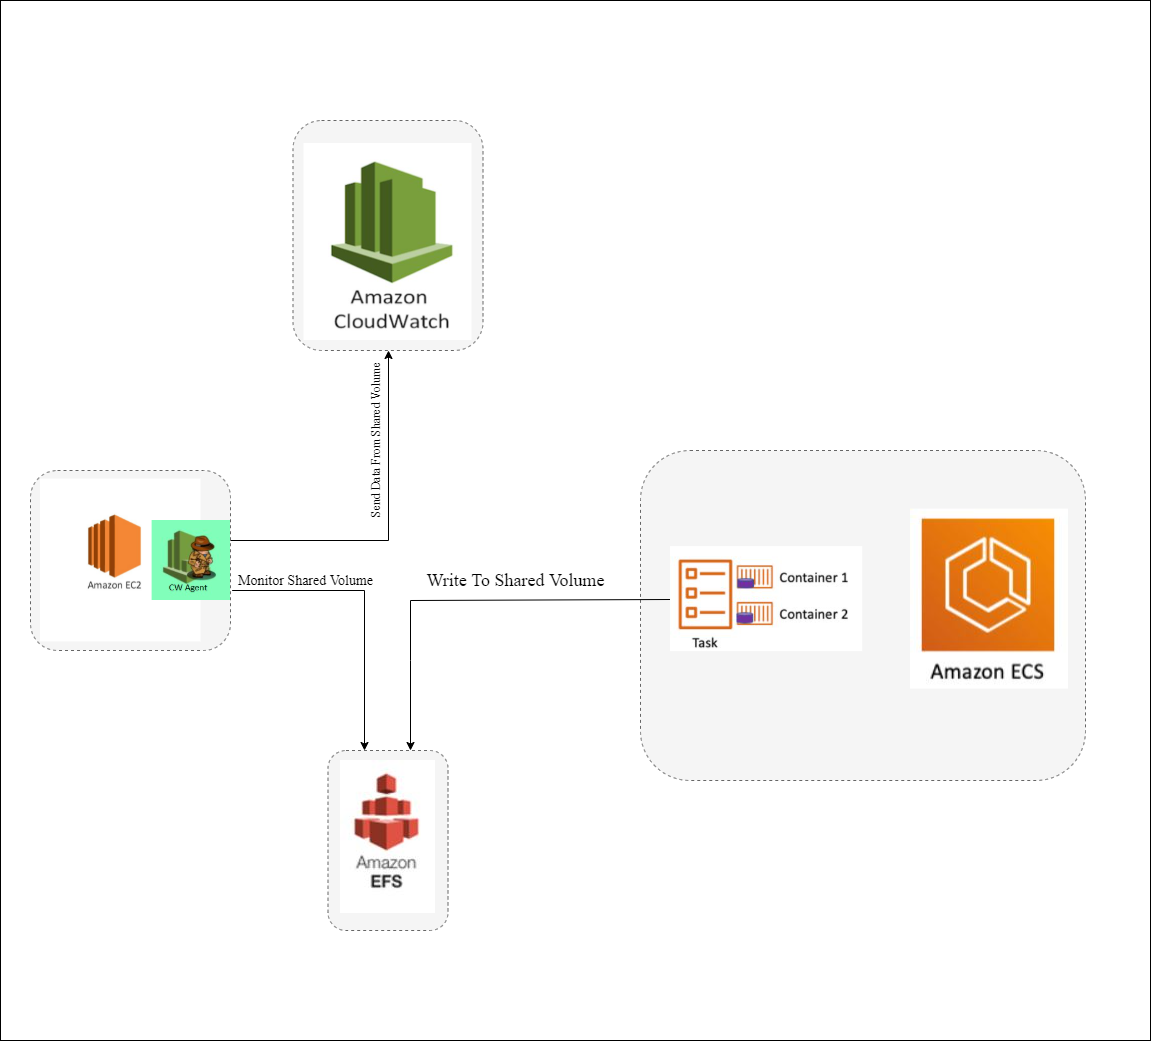 Amazon
CloudWatch
Send Data From Shared Volume
Amazon EC2
CW Agent
Monitor Shared Volume
Write To Shared Volume
Container 1
Container 2
Task
Amazon ECS
Amazon
EFS